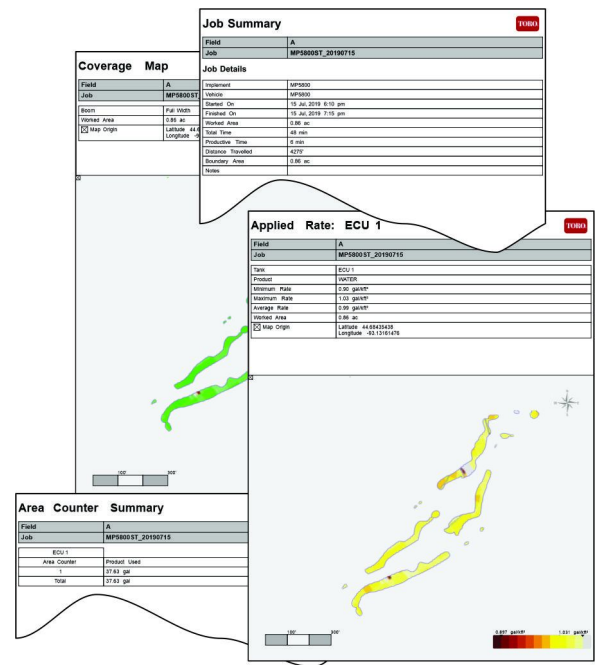 Job Summary
TORO
Field A
Job MP5800ST_20190715
Job Details
Implement MP5800
Vehicle MP5800
Started On 15 Jul, 2019 6:10 pm
Finished On 15 Jul, 2019 7:15 pm
Worked Area 0.86 ac
Total Time 48 min
Productive Time 6 min
Distance Travelled 4275'
Boundary Area 0.86 ac
Notes
Coverage Map
Field A
Job MP5800ST
Boom Full Width
Worked Area 0.86 ac
Map Origin Latitude 44.6
Longitude -9
100' 300'
Applied Rate: ECU 1
TORO
Field A
Job MP5800ST_20190715
Tank ECU 1
Product WATER
Minimum Rate 0.90 gal/kft²
Maximum Rate 1.03 gal/kft²
Average Rate 0.99 gal/kft²
Worked Area 0.86 ac
Map Origin Latitude 44.68435438
Longitude -93.13161476
100' 300'
0.897 gal/kft² 1.031 gal/kft²
Area Counter Summary
Field A
Job MP5800ST_20190715
ECU 1
Area Counter Product Used
1 37.63 gal
Total 37.63 gal